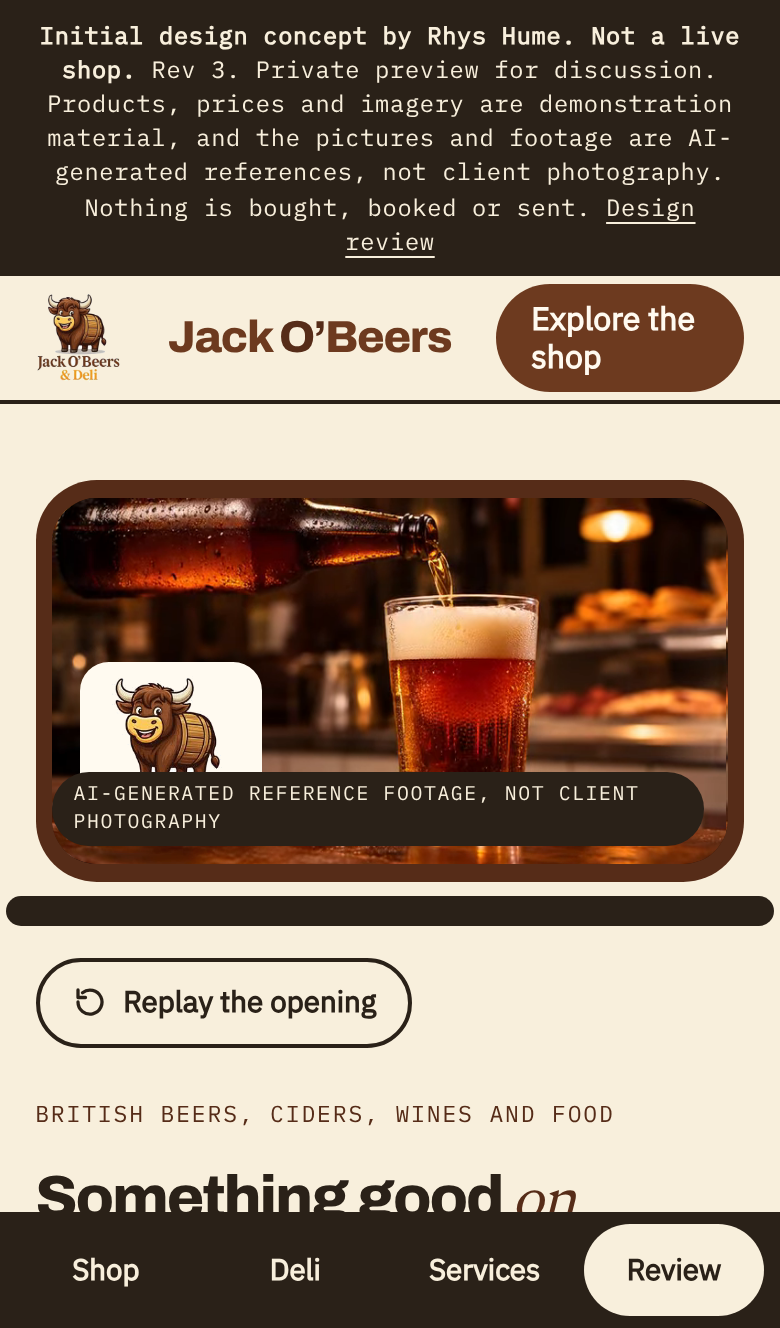 Initial design concept by Rhys Hume. Not a live
shop. Rev 3. Private preview for discussion.
Products, prices and imagery are demonstration
material, and the pictures and footage are AI-
generated references, not client photography.
Nothing is bought, booked or sent. Design
review
Jack O'Beers
& Deli
Jack O’Beers
Explore the
shop
AI-GENERATED REFERENCE FOOTAGE, NOT CLIENT
PHOTOGRAPHY
Replay the opening
BRITISH BEERS, CIDERS, WINES AND FOOD
Something good on
Shop
Deli
Services
Review